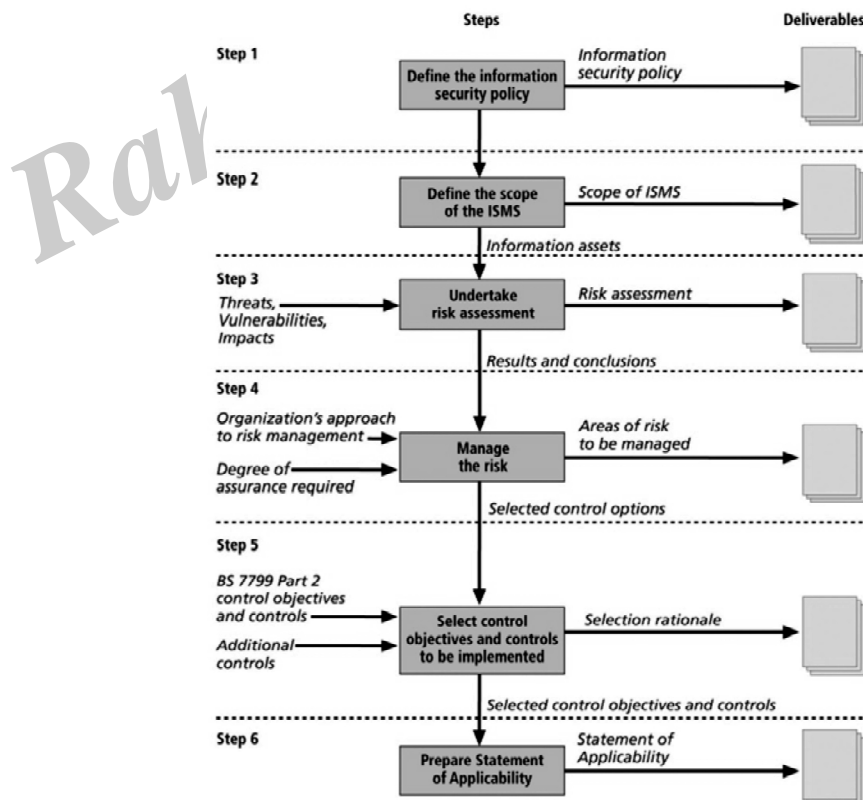 Steps
Deliverables
Step 1
Define the information
security policy
Information
security policy
Step 2
Define the scope
of the ISMS
Scope of ISMS
Information assets
Step 3
Threats,
Vulnerabilities,
Impacts
Undertake
risk assessment
Risk assessment
Results and conclusions
Step 4
Organization's approach
to risk management
Degree of
assurance required
Manage
the risk
Areas of risk
to be managed
Selected control options
Step 5
BS 7799 Part 2
control objectives
and controls
Additional
controls
Select control
objectives and controls
to be implemented
Selection rationale
Selected control objectives and controls
Step 6
Prepare Statement
of Applicability
Statement of
Applicability